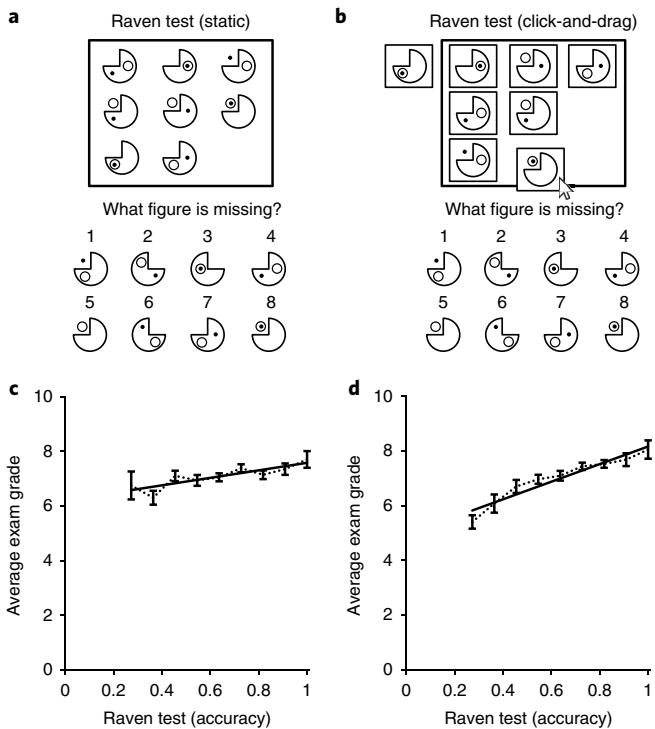 a
Raven test (static)
What figure is missing?
1 2 3 4
5 6 7 8
b
Raven test (click-and-drag)
What figure is missing?
1 2 3 4
5 6 7 8
c
Average exam grade
10
8
6
4
2
0
0 0.2 0.4 0.6 0.8 1
Raven test (accuracy)
d
Average exam grade
10
8
6
4
2
0
0 0.2 0.4 0.6 0.8 1
Raven test (accuracy)